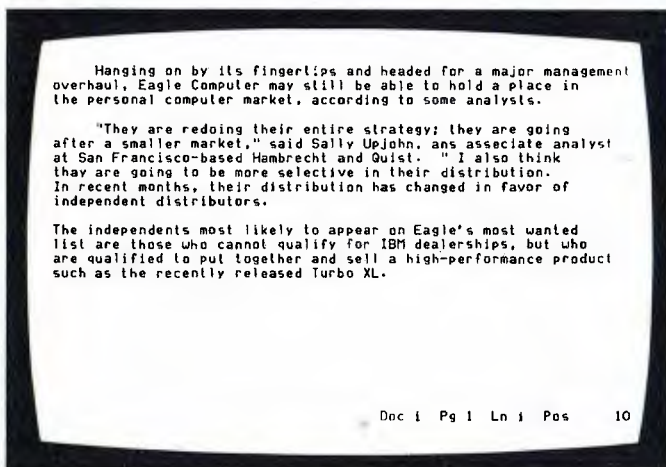 Hanging on by its fingertips and headed for a major management
overhaul, Eagle Computer may still be able to hold a place in
the personal computer market, according to some analysts.
"They are redoing their entire strategy; they are going
after a smaller market," said Sally Upjohn, ans asseciate analyst
at San Francisco-based Hambrecht and Quist. " I also think
thay are going to be more selective in their distribution.
In recent months, their distribution has changed in favor of
independent distributors.
The independents most likely to appear on Eagle's most wanted
list are those who cannot qualify for IBM dealerships, but who
are qualified to put together and sell a high-performance product
such as the recently released Turbo XL.
Doc 1 Pg 1 Ln 1 Pos 10